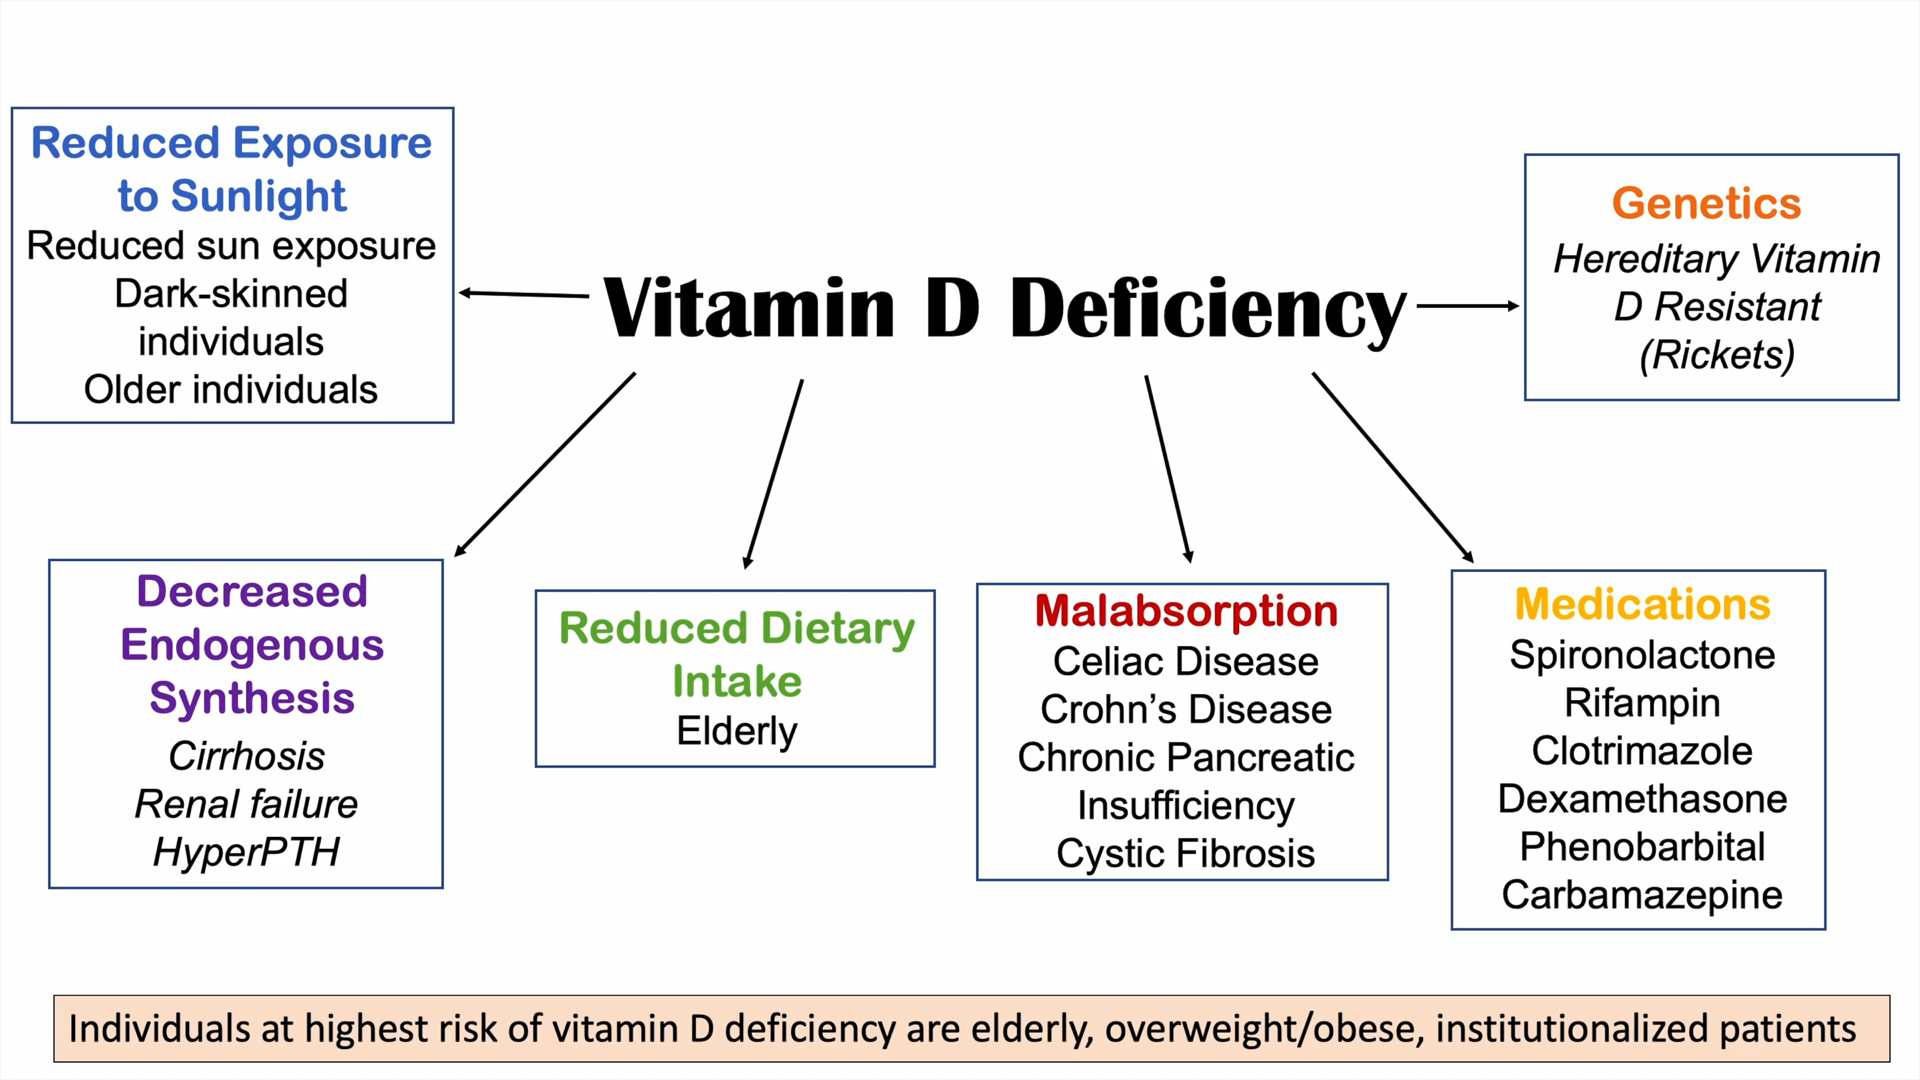 Reduced Exposure
to Sunlight
Reduced sun exposure
Dark-skinned
individuals
Older individuals
Vitamin D Deficiency
Genetics
Hereditary Vitamin
D Resistant
(Rickets)
Decreased
Endogenous
Synthesis
Cirrhosis
Renal failure
HyperPTH
Reduced Dietary
Intake
Elderly
Malabsorption
Celiac Disease
Crohn’s Disease
Chronic Pancreatic
Insufficiency
Cystic Fibrosis
Medications
Spironolactone
Rifampin
Clotrimazole
Dexamethasone
Phenobarbital
Carbamazepine
Individuals at highest risk of vitamin D deficiency are elderly, overweight/obese, institutionalized patients